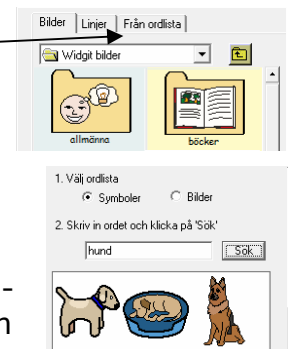 Bilder Linjer Från ordlista
Widgit bilder
allmänna böcker
1. Välj ordlista
Symboler Bilder
2. Skriv in ordet och klicka på 'Sök'
hund Sök
-
n